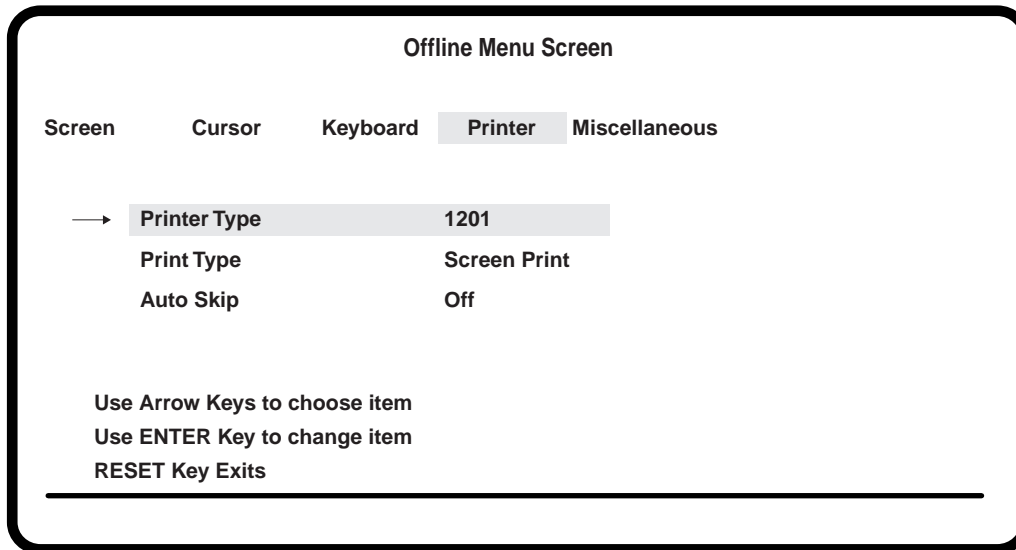 Offline Menu Screen
Screen Cursor Keyboard Printer Miscellaneous
Printer Type 1201
Print Type Screen Print
Auto Skip Off
Use Arrow Keys to choose item
Use ENTER Key to change item
RESET Key Exits